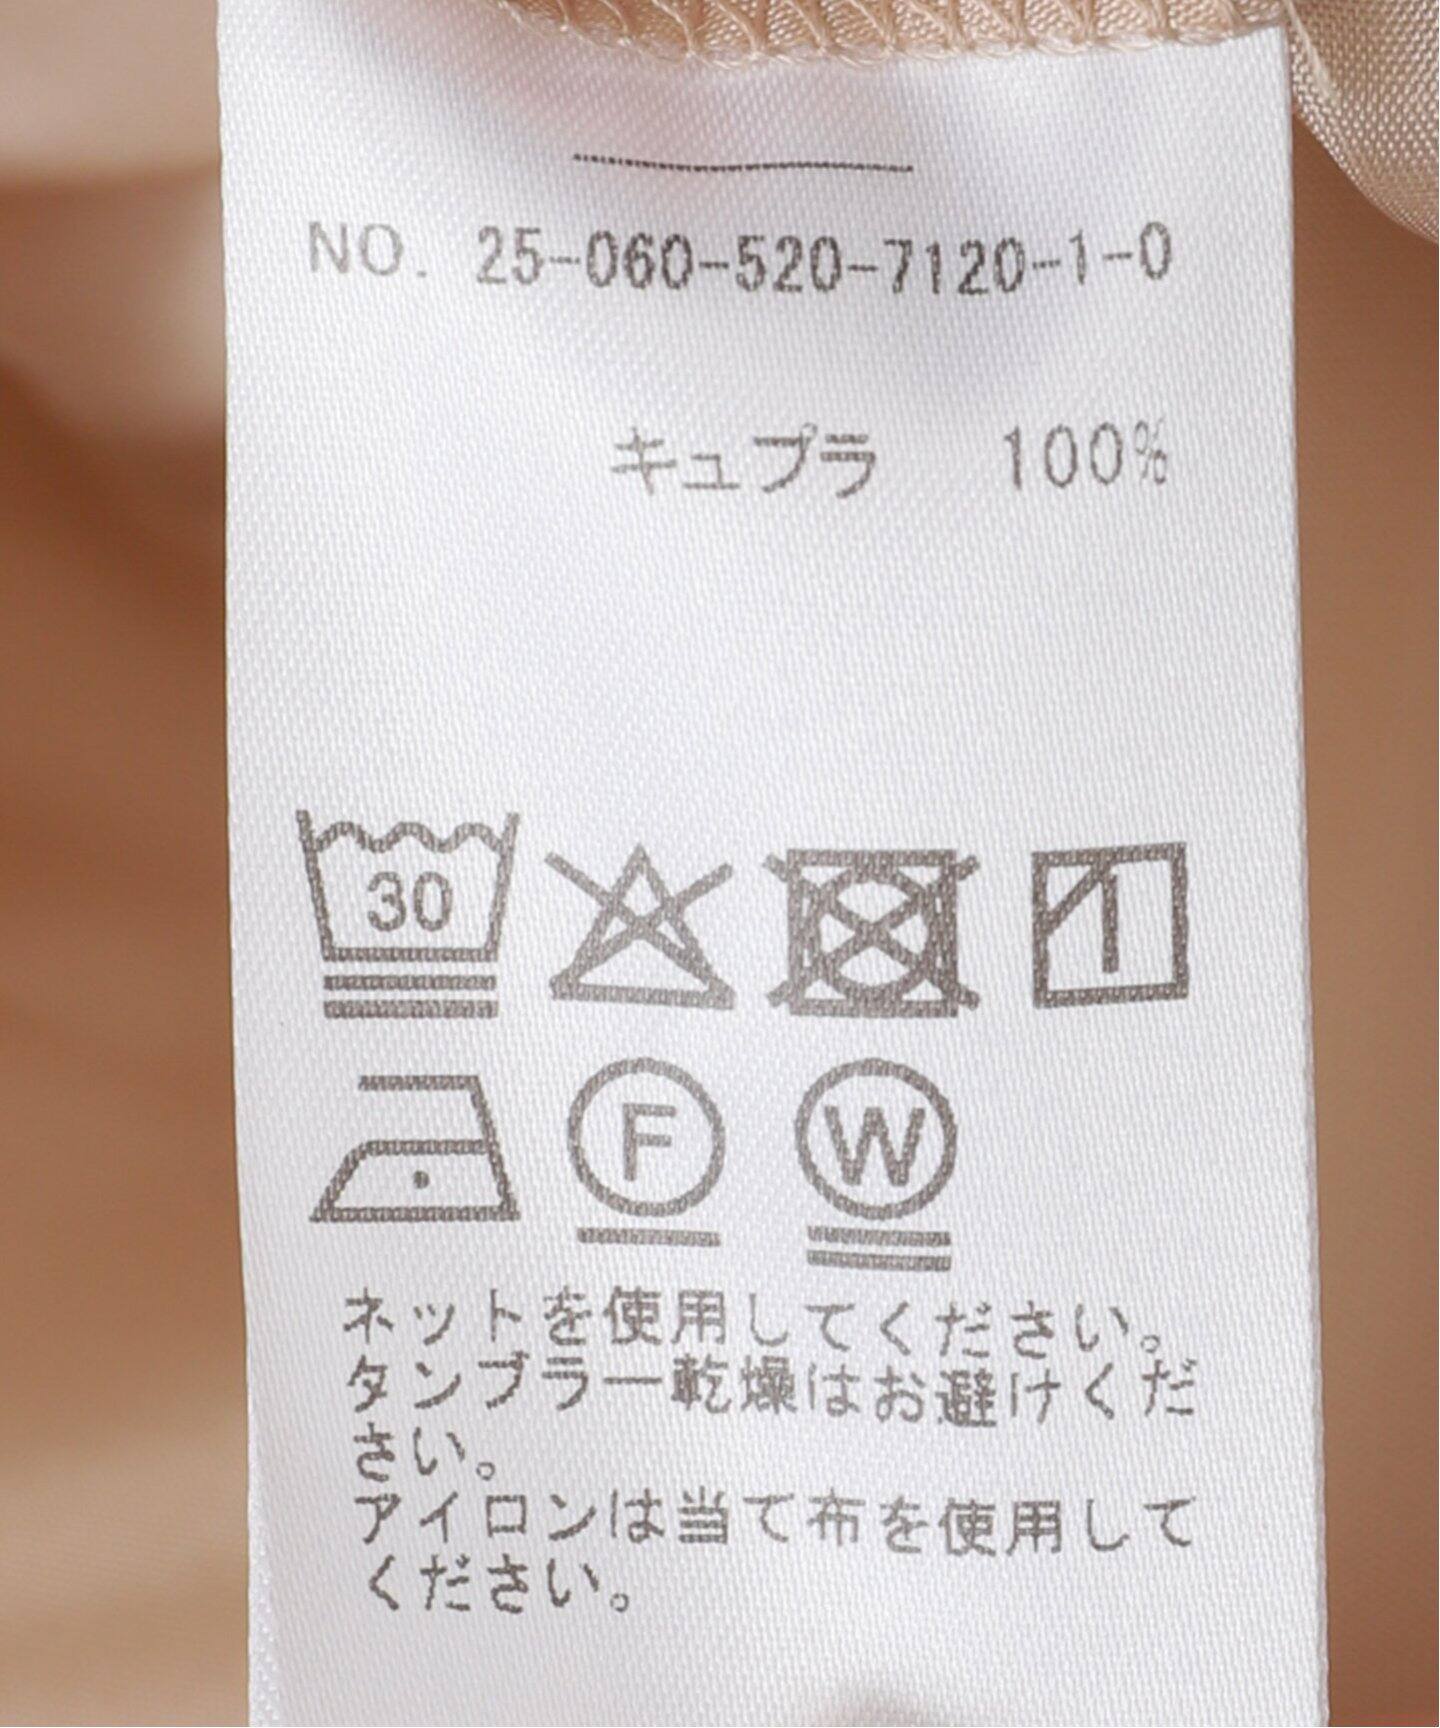 NO. 25-060-520-7120-1-0
キュプラ 100%
30
F W
ネットを使用してください。
タンブラー乾燥はお避けくだ
さい。
アイロンは当て布を使用して
ください。